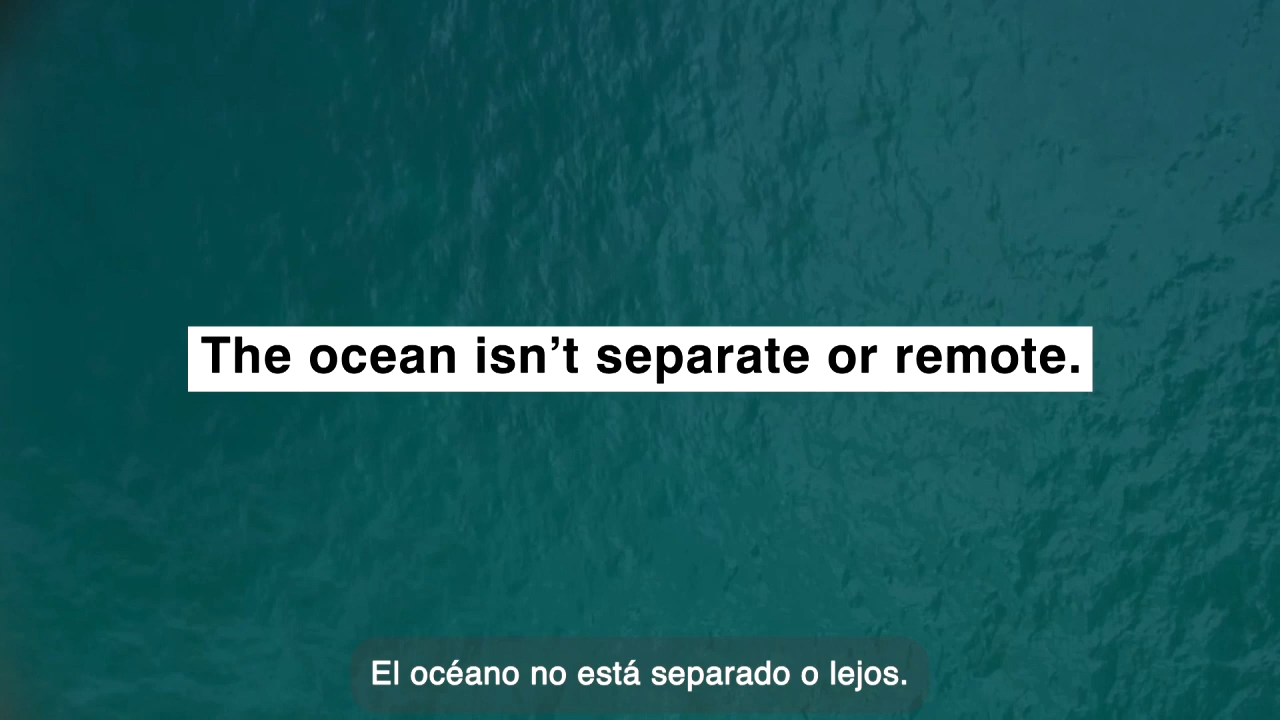 The ocean isn’t separate or remote.
El océano no está separado o lejos.